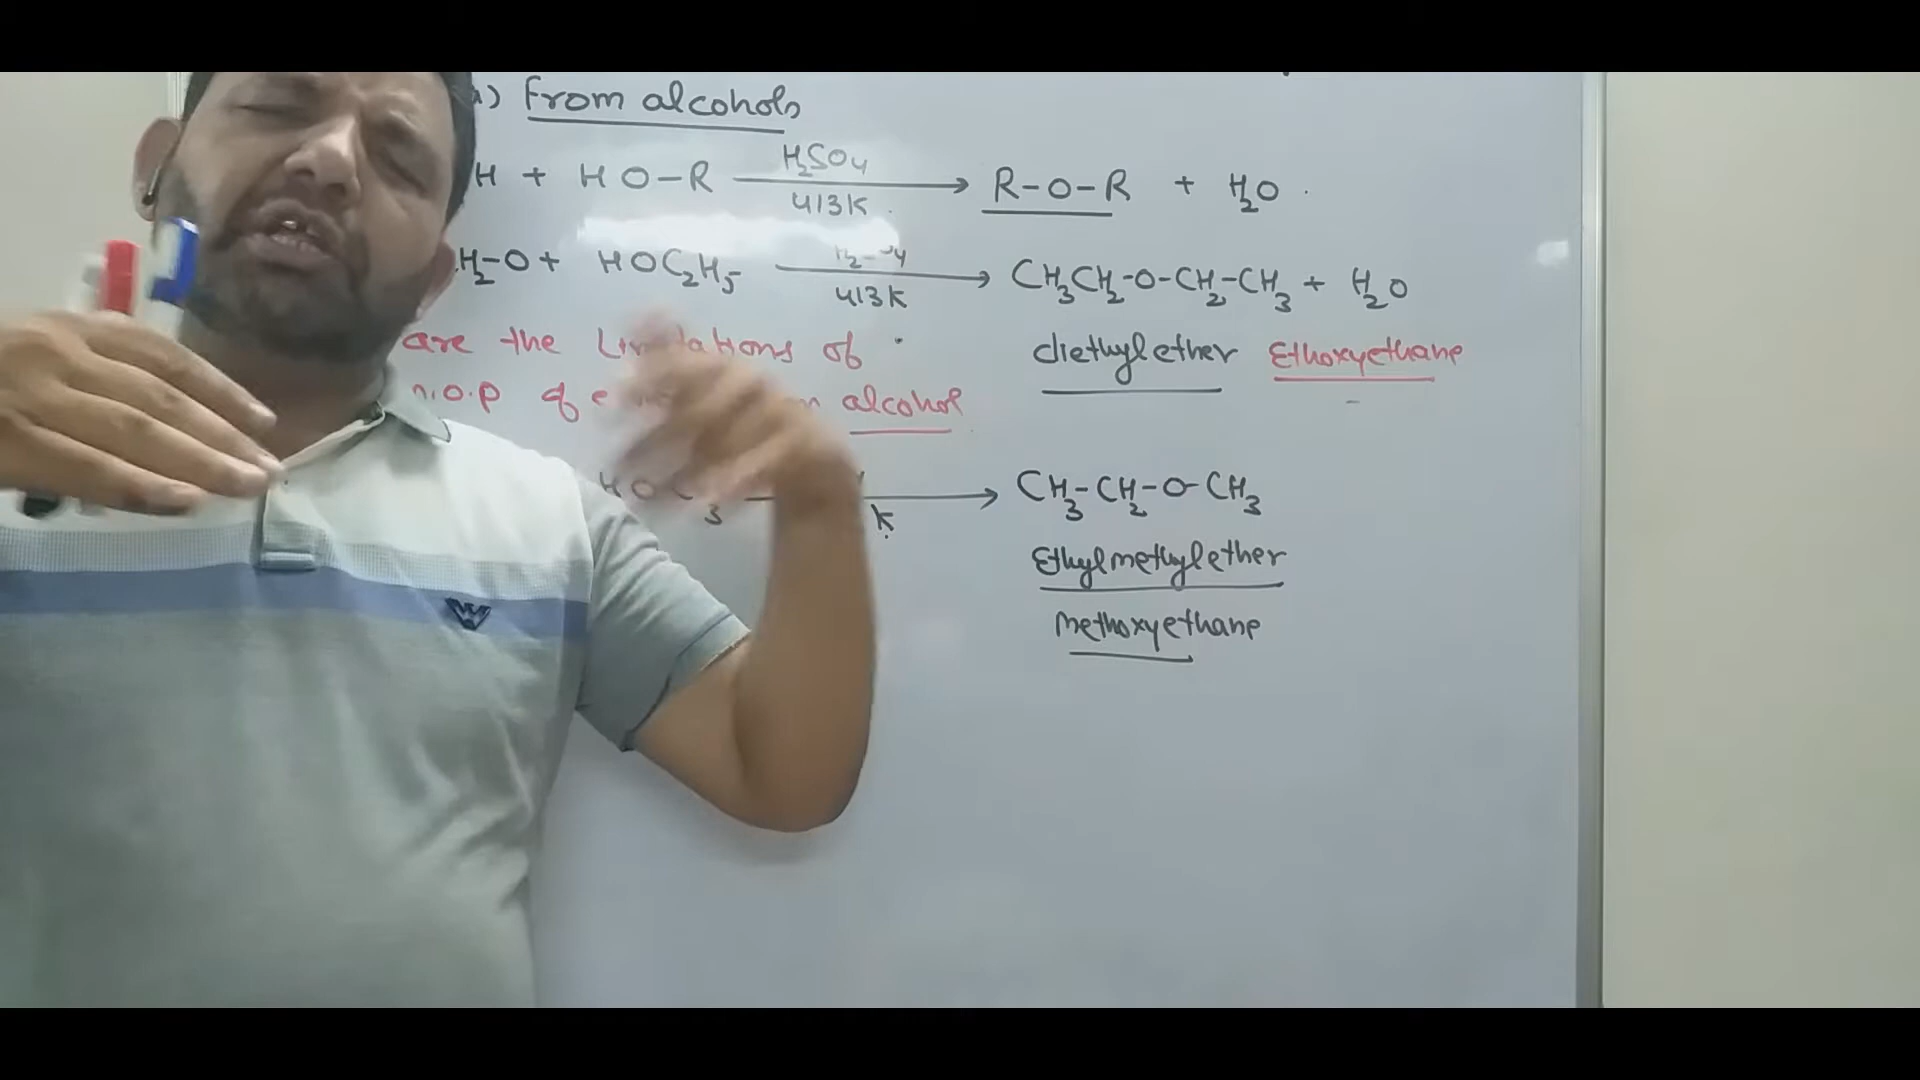 a) From alcohols
H + HO-R H₂SO₄ 413K → R-O-R + H₂O
H₂-O + HOC₂H₅ 413K → CH₃CH₂-O-CH₂-CH₃ + H₂O
are the Limitations of diethylether Ethoxyethane
M.O.P of alcohol
HO K → CH₃-CH₂-O-CH₃
Ethylmethylether
Methoxyethane